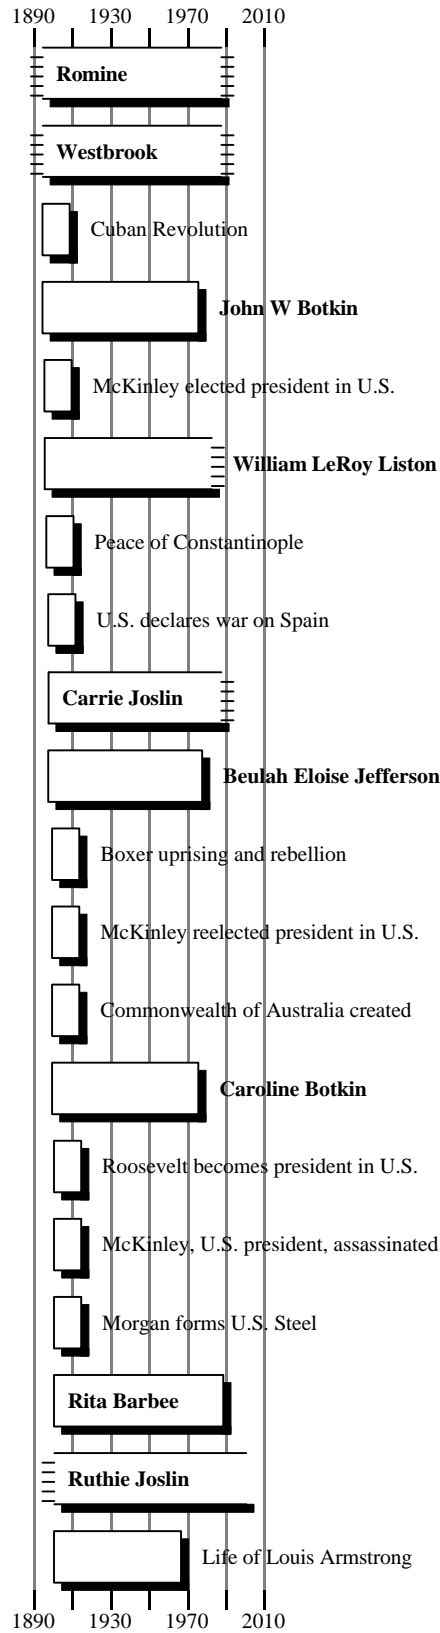 1890 1930 1970 2010
Romine
Westbrook
Cuban Revolution
John W Botkin
McKinley elected president in U.S.
William LeRoy Liston
Peace of Constantinople
U.S. declares war on Spain
Carrie Joslin
Beulah Eloise Jefferson
Boxer uprising and rebellion
McKinley reelected president in U.S.
Commonwealth of Australia created
Caroline Botkin
Roosevelt becomes president in U.S.
McKinley, U.S. president, assassinated
Morgan forms U.S. Steel
Rita Barbee
Ruthie Joslin
Life of Louis Armstrong
1890 1930 1970 2010